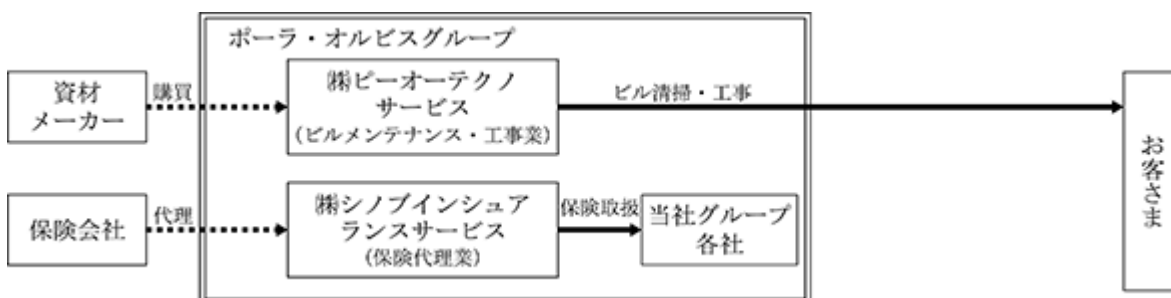 ポーラ・オルビスグループ
資材
メーカー
購買
㈱ピーオーテクノ
サービス
(ビルメンテナンス・工事業)
ビル清掃・工事
お客さま
保険会社
代理
㈱シノブインシュア
ランスサービス
(保険代理業)
保険取扱
当社グループ
各社